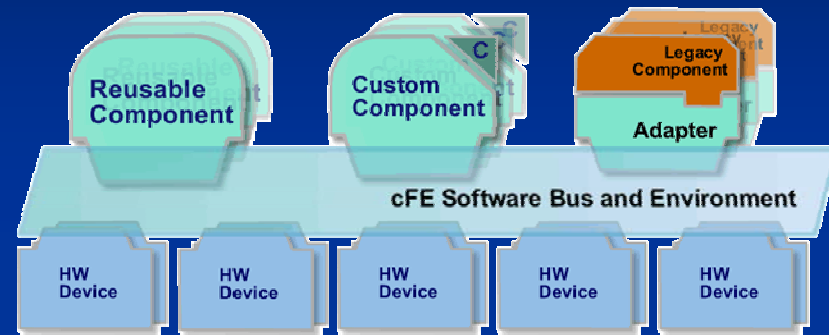 Reusable
Component
Custom
Component
C
Legacy
Component
Adapter
cFE Software Bus and Environment
HW
Device
HW
Device
HW
Device
HW
Device
HW
Device